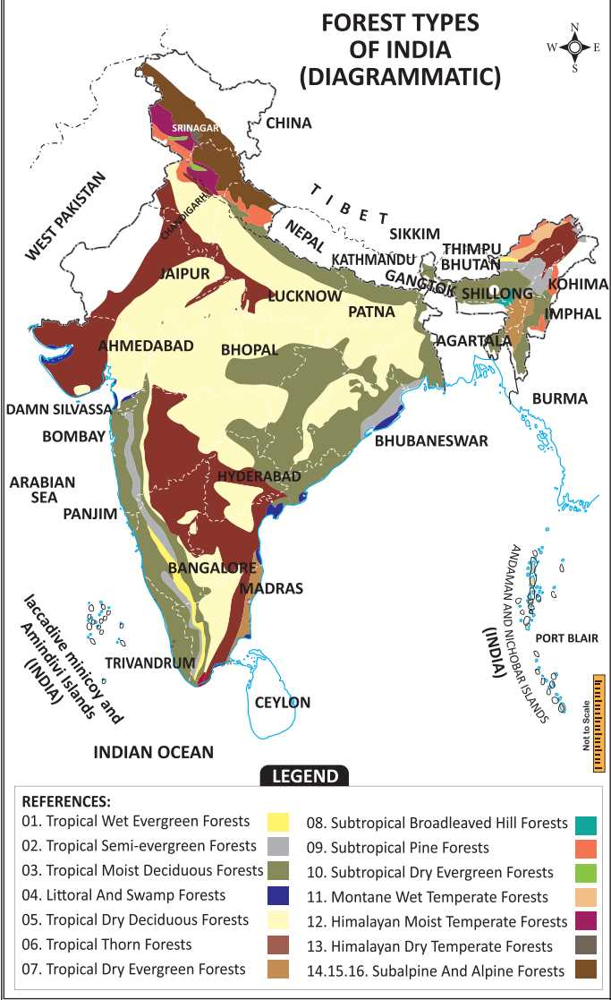 FOREST TYPES
OF INDIA
(DIAGRAMMATIC)
N
W E
S
CHINA
SRINAGAR
WEST PAKISTAN
CHANDIGARH
TIBET
NEPAL
SIKKIM
KATHMANDU
THIMPU
BHUTAN
GANGTOK
JAIPUR
LUCKNOW
SHILLONG
KOHIMA
PATNA
IMPHAL
AHMEDABAD
BHOPAL
AGARTALA
BURMA
DAMN SILVASSA
BOMBAY
BHUBANESWAR
HYDERABAD
ARABIAN
SEA
PANJIM
BANGALORE
MADRAS
ANDAMAN AND NICHOBAR ISLANDS
(INDIA)
PORT BLAIR
laccadive minicoy and
Amindivi Islands
(INDIA)
TRIVANDRUM
CEYLON
Not to Scale
INDIAN OCEAN
LEGEND
REFERENCES:
01. Tropical Wet Evergreen Forests
02. Tropical Semi-evergreen Forests
03. Tropical Moist Deciduous Forests
04. Littoral And Swamp Forests
05. Tropical Dry Deciduous Forests
06. Tropical Thorn Forests
07. Tropical Dry Evergreen Forests
08. Subtropical Broadleaved Hill Forests
09. Subtropical Pine Forests
10. Subtropical Dry Evergreen Forests
11. Montane Wet Temperate Forests
12. Himalayan Moist Temperate Forests
13. Himalayan Dry Temperate Forests
14.15.16. Subalpine And Alpine Forests